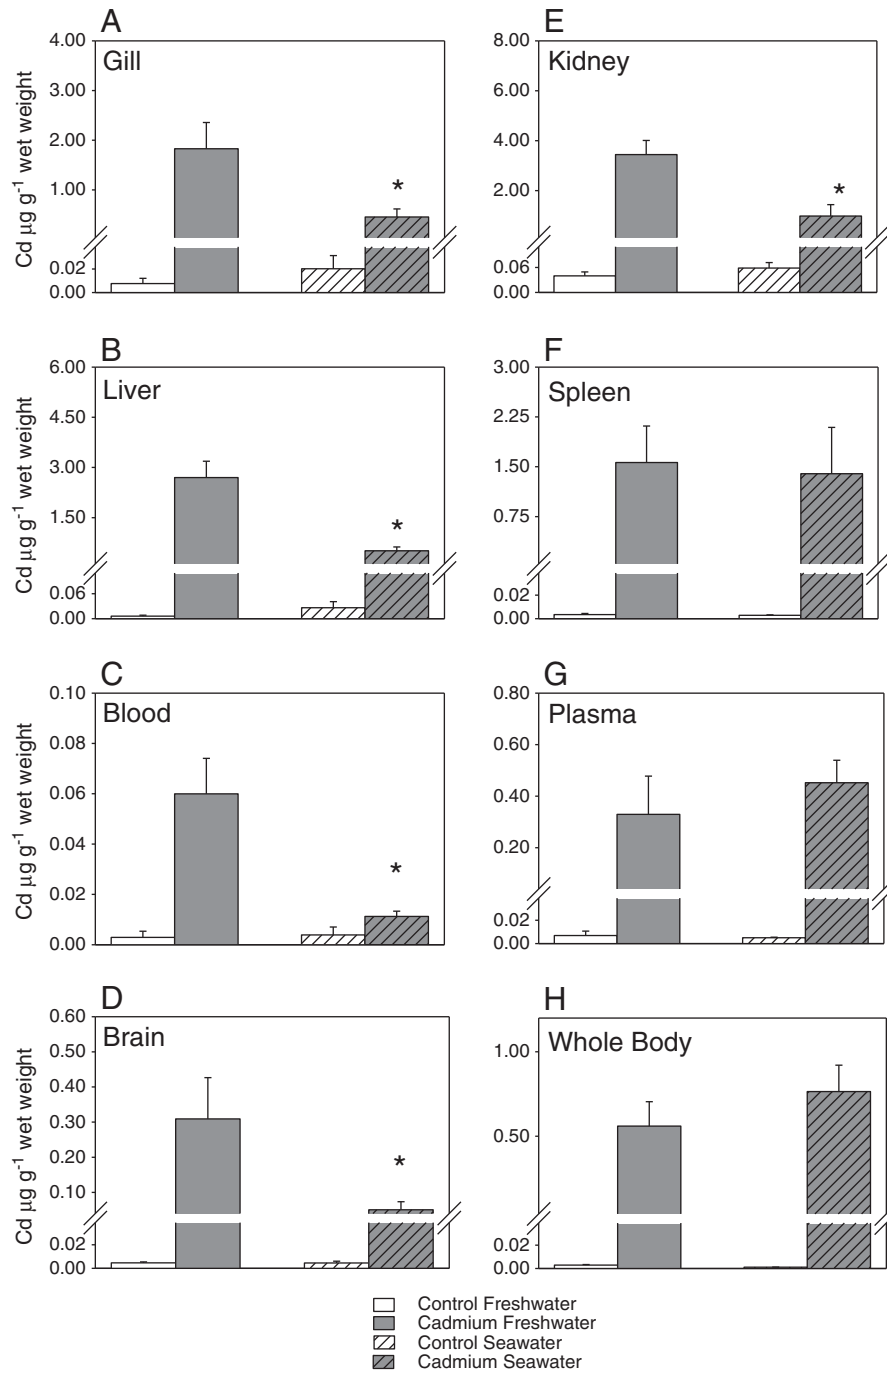 A
Gill
4.00
3.00
2.00
1.00
0.02
0.00
Cd µg g-1 wet weight
*
E
Kidney
8.00
6.00
4.00
2.00
0.06
0.00
*
B
Liver
6.00
4.50
3.00
1.50
0.06
0.00
Cd µg g-1 wet weight
*
F
Spleen
3.00
2.25
1.50
0.75
0.02
0.00
C
Blood
0.10
0.08
0.06
0.04
0.02
0.00
Cd µg g-1 wet weight
*
G
Plasma
0.80
0.60
0.40
0.20
0.02
0.00
D
Brain
0.60
0.50
0.40
0.30
0.20
0.10
0.02
0.00
Cd µg g-1 wet weight
*
H
Whole Body
1.00
0.50
0.02
0.00
Control Freshwater
Cadmium Freshwater
Control Seawater
Cadmium Seawater